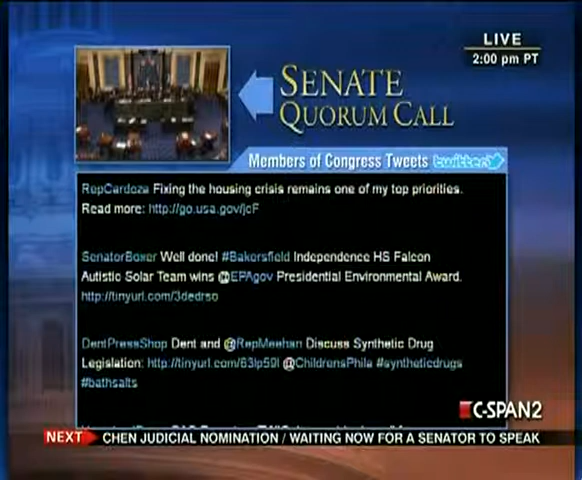 LIVE
2:00 pm PT
SENATE
QUORUM CALL
Members of Congress Tweets twitter
RepCardoza Fixing the housing crisis remains one of my top priorities.
Read more: http://go.usa.gov/jcF
SenatorBoxer Well done! #Bakersfield Independence HS Falcon
Autistic Solar Team wins @EPAgov Presidential Environmental Award.
http://tinyurl.com/3dedrso
DentPressShop Dent and @RepMeehan Discuss Synthetic Drug
Legislation: http://tinyurl.com/63lp59l @ChildrensPhila #syntheticdrugs
#bathsalts
C-SPAN2
NEXT CHEN JUDICIAL NOMINATION / WAITING NOW FOR A SENATOR TO SPEAK